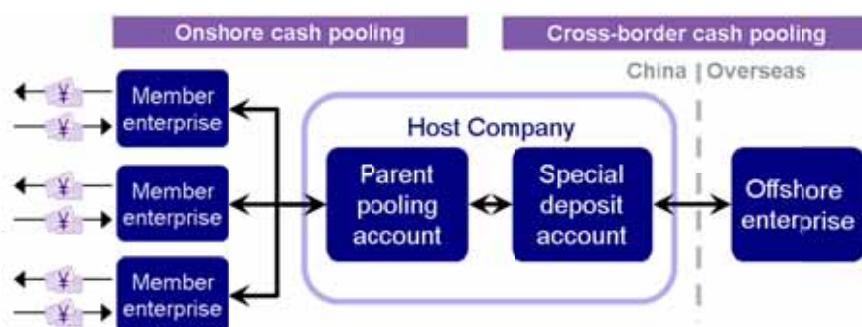 Onshore cash pooling
Cross-border cash pooling
China | Overseas
Host Company
¥
¥
Member
enterprise
¥
¥
Member
enterprise
¥
¥
Member
enterprise
Parent
pooling
account
Special
deposit
account
Offshore
enterprise